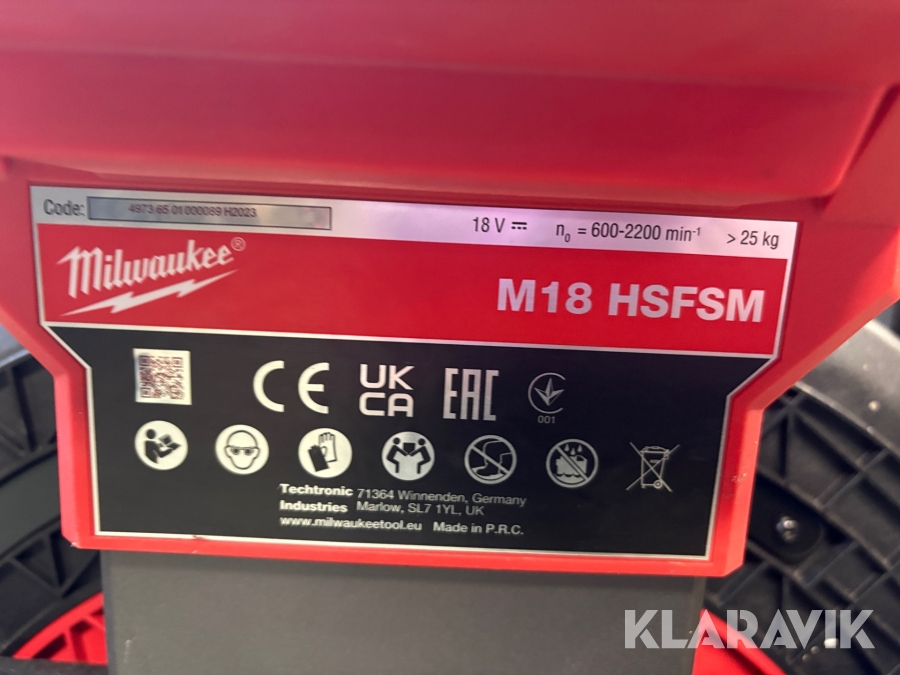 Code: 4973 65 01 000089 H2023
18 V n₀ = 600-2200 min⁻¹ > 25 kg
Milwaukee®
M18 HSFSM
CE UK CA EAC
001
Techtronic 71364 Winnenden, Germany
Industries Marlow, SL7 1YL, UK
www.milwaukeetool.eu Made in P.R.C.
KLARAVIK